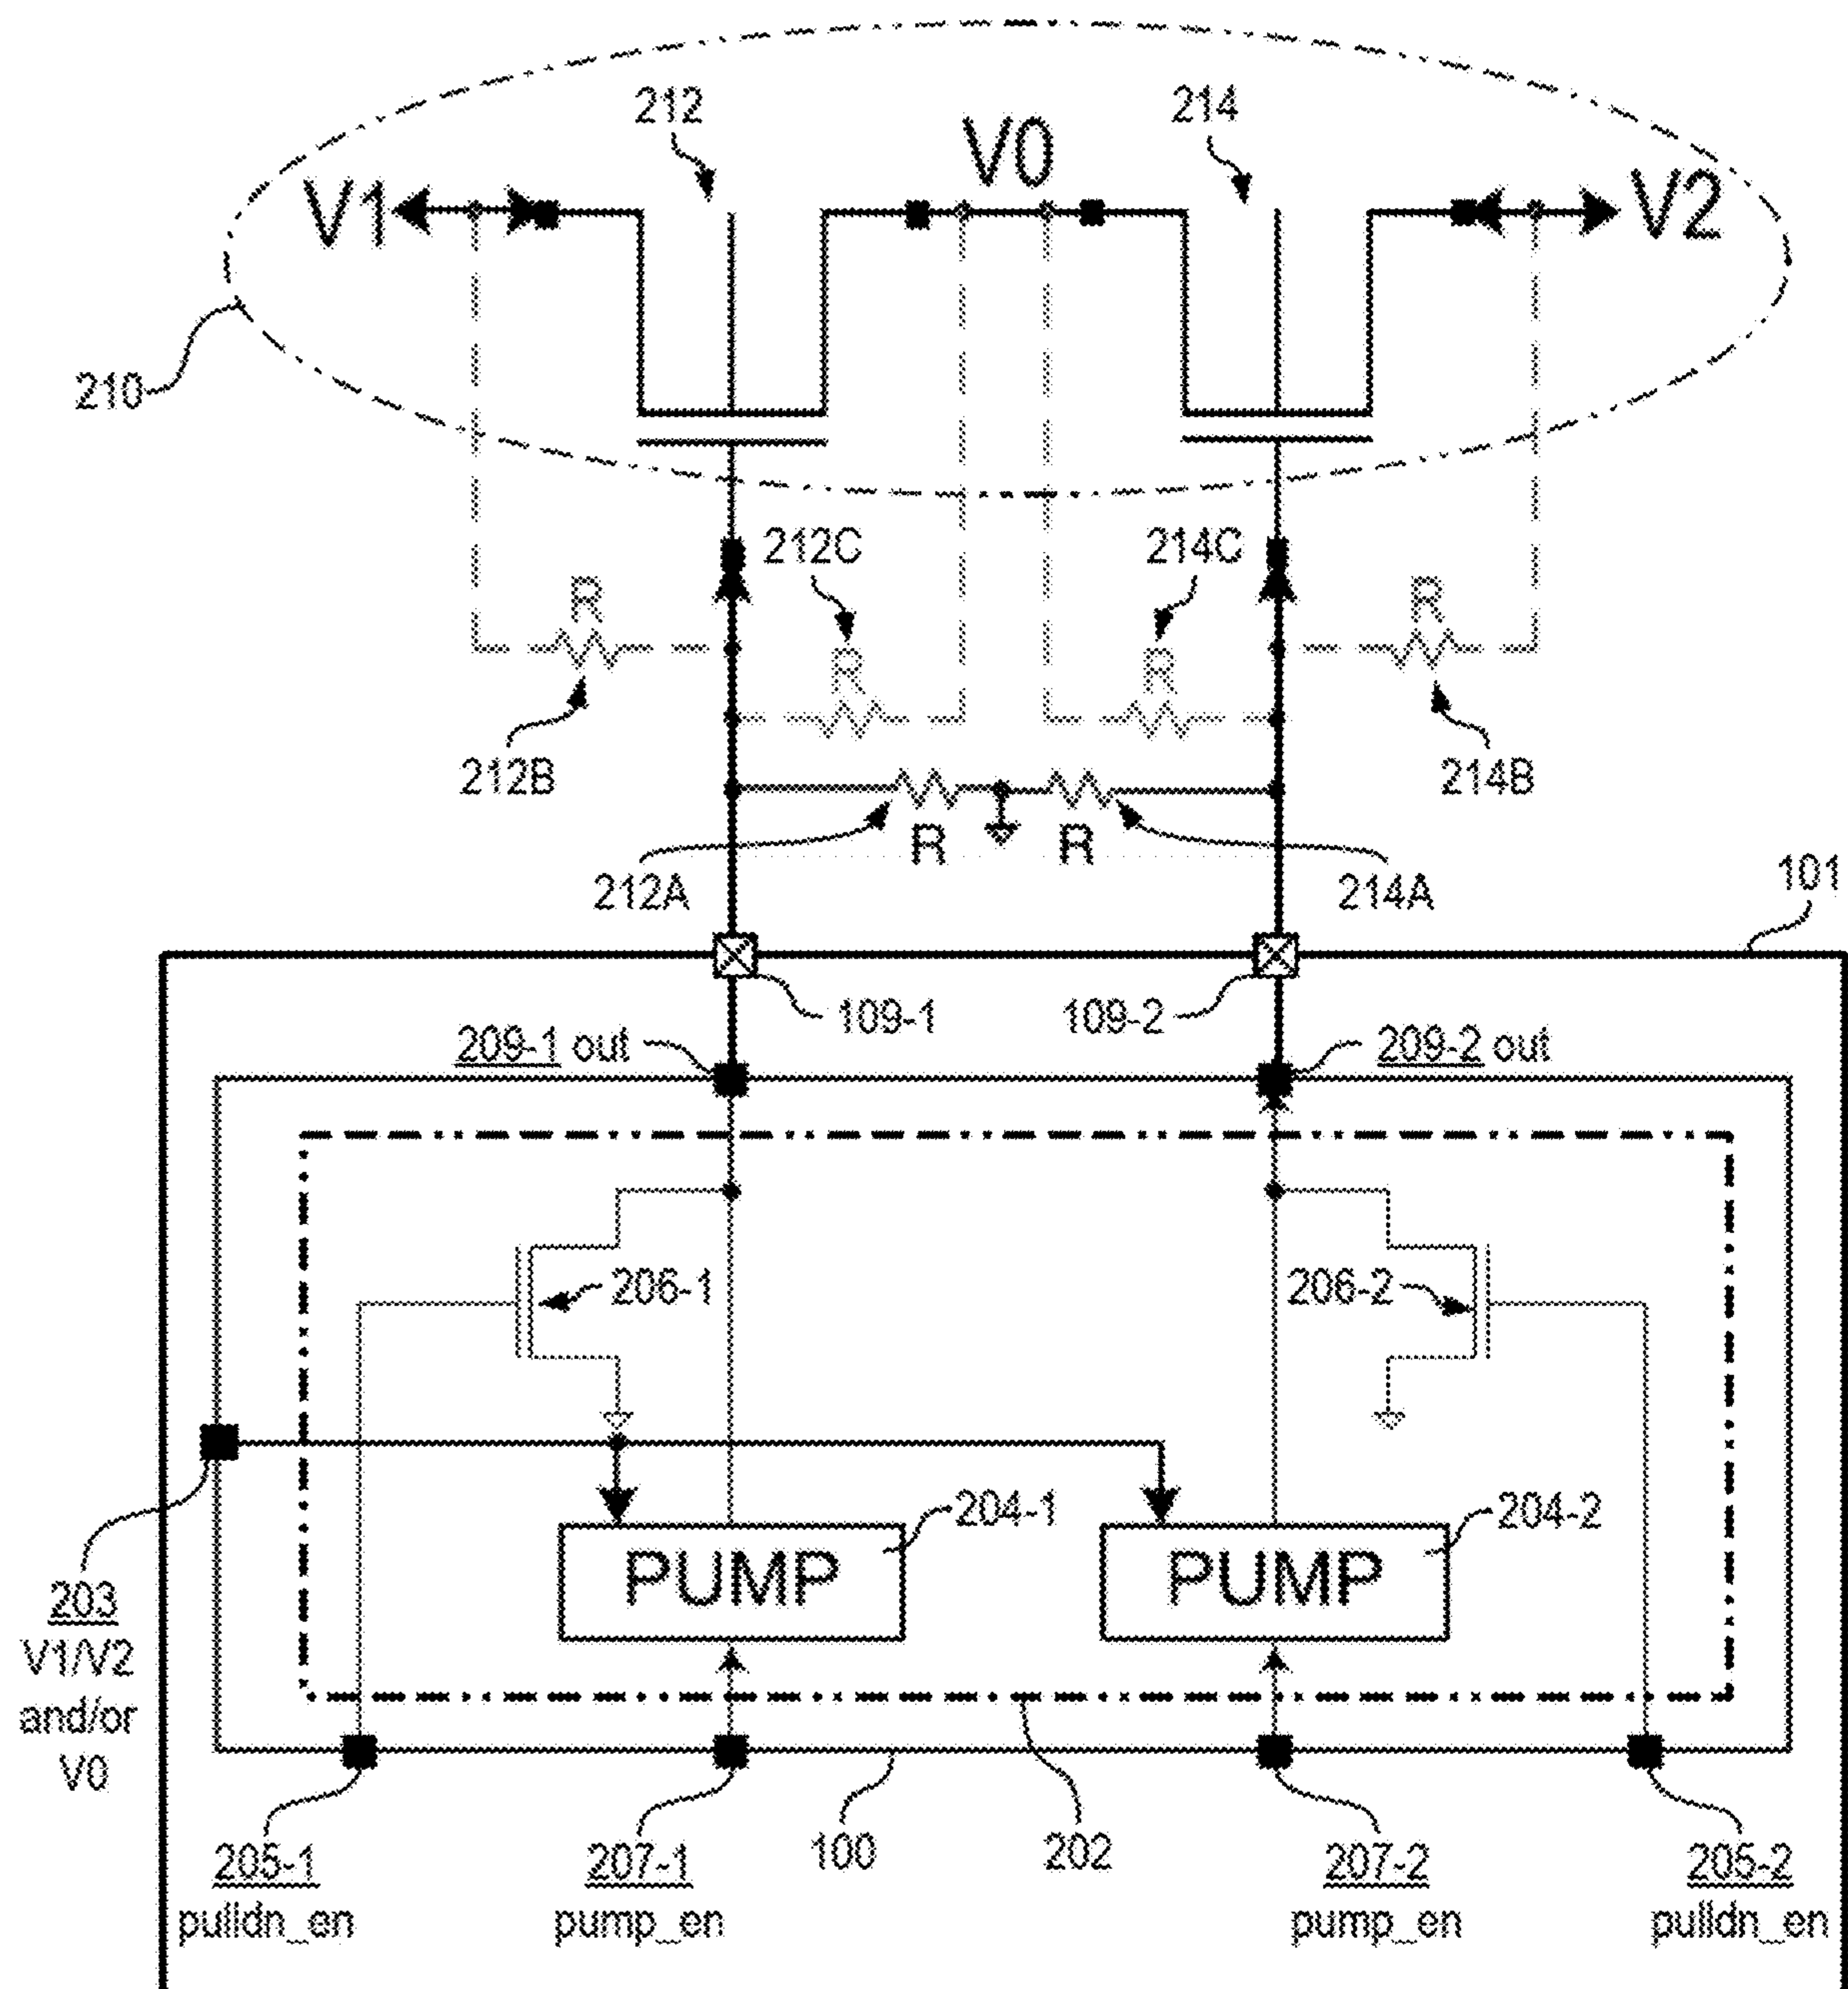 212
214
V0
V1
V2
210
212C
214C
R
R
R
R
212B
214B
R
R
212A
214A
101
109-1
109-2
209-1 out
209-2 out
206-1
206-2
204-1
204-2
PUMP
PUMP
203
V1/V2
and/or
V0
205-1
207-1
100
202
207-2
205-2
pulldn_en
pump_en
pump_en
pulldn_en